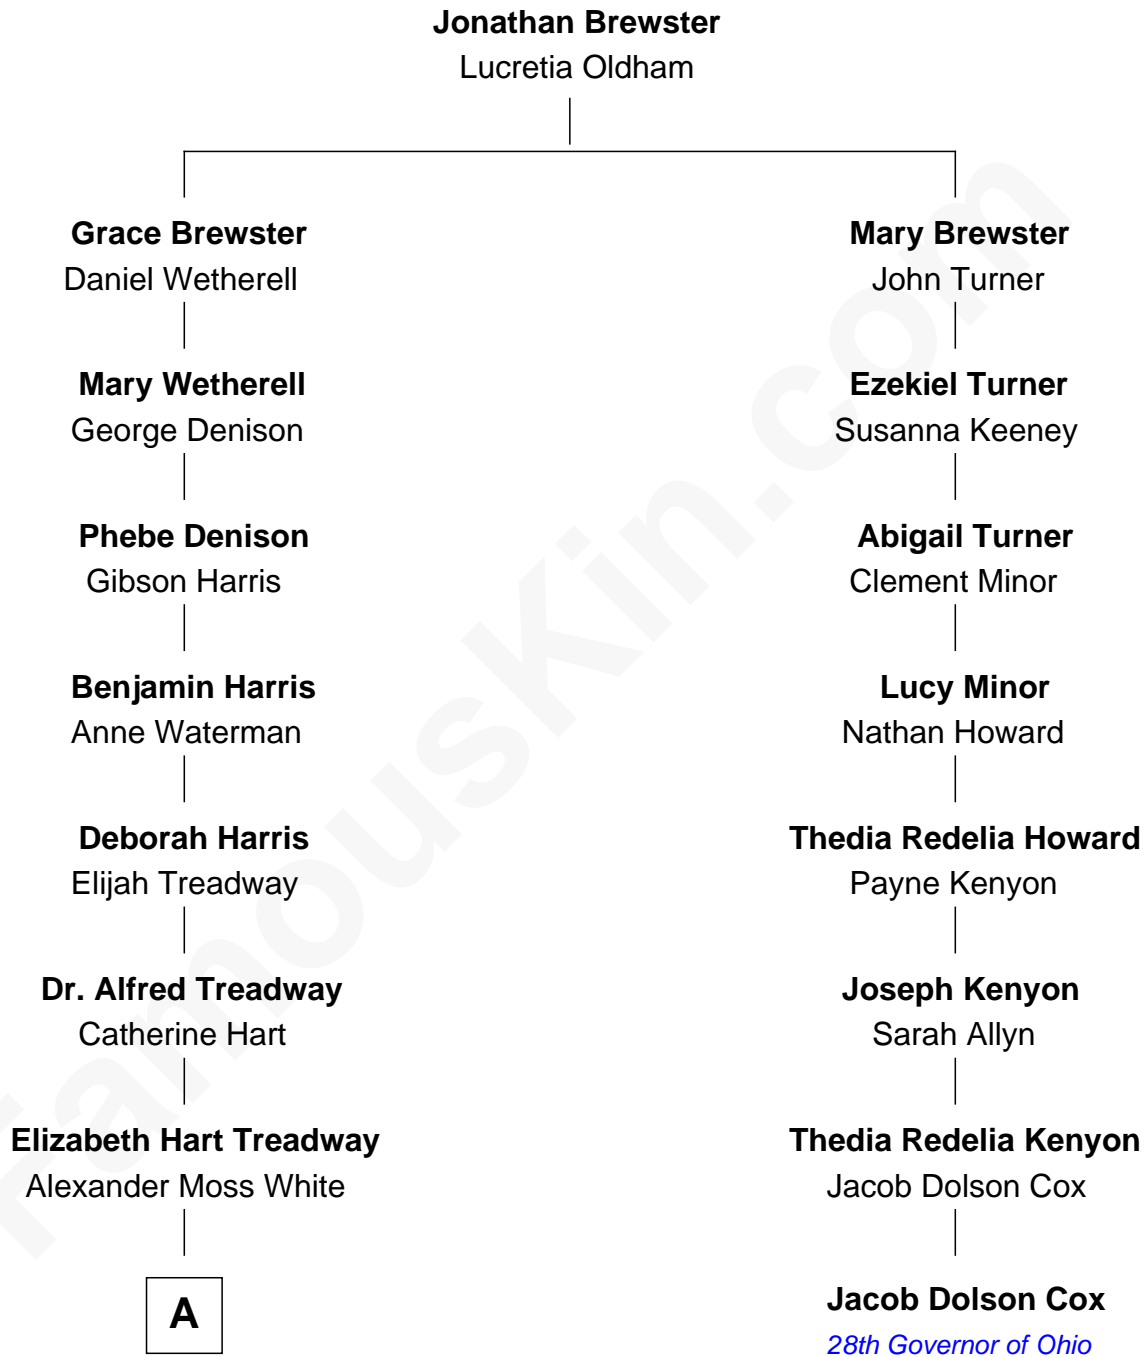 Jonathan Brewster
Lucretia Oldham
Grace Brewster
Daniel Wetherell
Mary Brewster
John Turner
Mary Wetherell
George Denison
Ezekiel Turner
Susanna Keeney
Phebe Denison
Gibson Harris
Abigail Turner
Clement Minor
Benjamin Harris
Anne Waterman
Lucy Minor
Nathan Howard
Deborah Harris
Elijah Treadway
Thedia Redelia Howard
Payne Kenyon
Dr. Alfred Treadway
Catherine Hart
Joseph Kenyon
Sarah Allyn
Elizabeth Hart Treadway
Alexander Moss White
Thedia Redelia Kenyon
Jacob Dolson Cox
A
Jacob Dolson Cox
28th Governor of Ohio
FamousKin.com